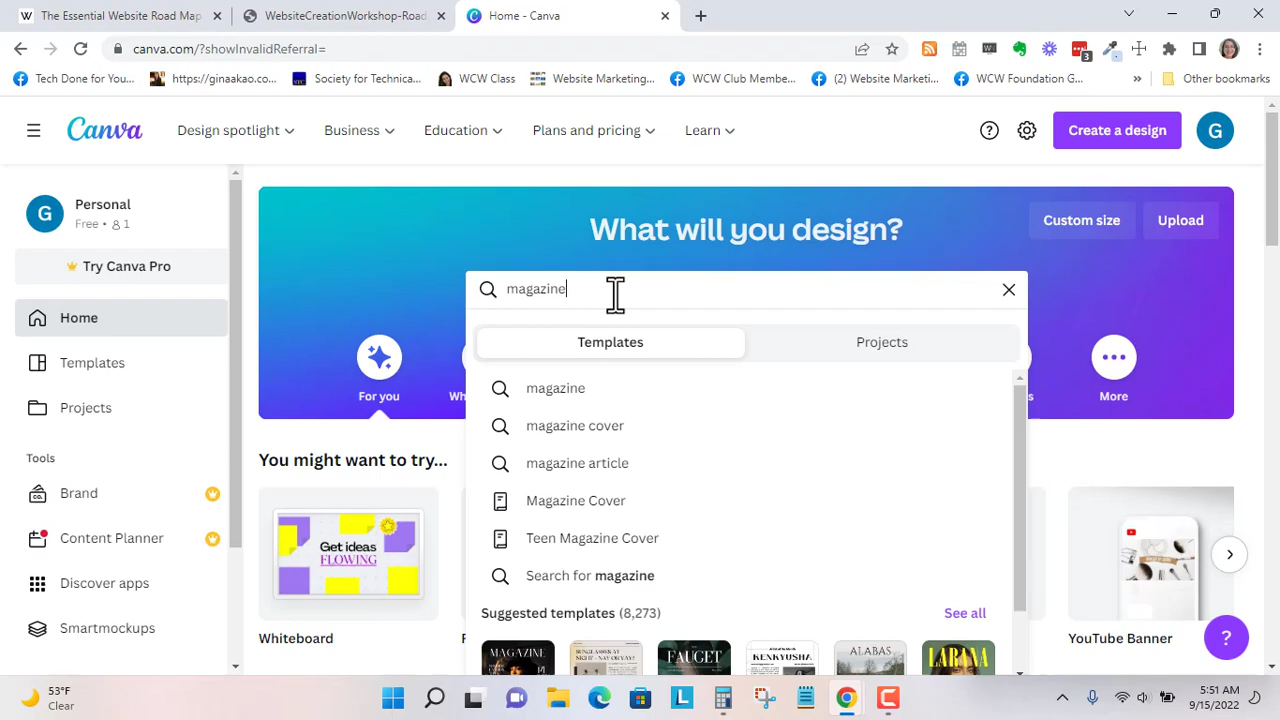 The Essential Website Road Map
WebsiteCreationWorkshop-Road
Home - Canva
canva.com/?showInvalidReferral=
3
Tech Done for You...
https://ginaakao.co...
Society for Technica...
WCW Class
Website Marketing...
WCW Club Membe...
(2) Website Marketi...
WCW Foundation G...
Other bookmarks
Canva
Design spotlight
Business
Education
Plans and pricing
Learn
Create a design
G
G
Personal
Free • 1
Try Canva Pro
Home
Templates
Projects
Tools
Brand
Content Planner
Discover apps
Smartmockups
What will you design?
Custom size
Upload
magazine
Templates
Projects
For you
More
magazine
magazine cover
magazine article
Magazine Cover
Teen Magazine Cover
Search for magazine
Suggested templates (8,273)
See all
MAGAZINE
FAUGET
KENKYUSHA
ALABAS
LARANA
You might want to try...
Get ideas
FLOWING
Whiteboard
YouTube Banner
?
53°F
Clear
5:51 AM
9/15/2022